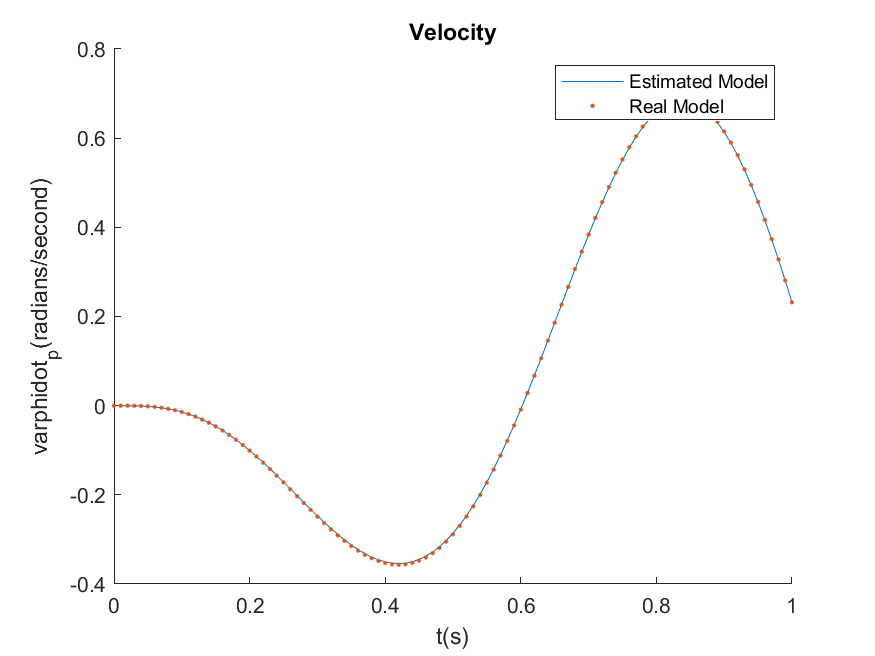 Velocity
0.8
0.6
0.4
0.2
0
-0.2
-0.4
varphidot_p(radians/second)
Estimated Model
Real Model
0
0.2
0.4
0.6
0.8
1
t(s)